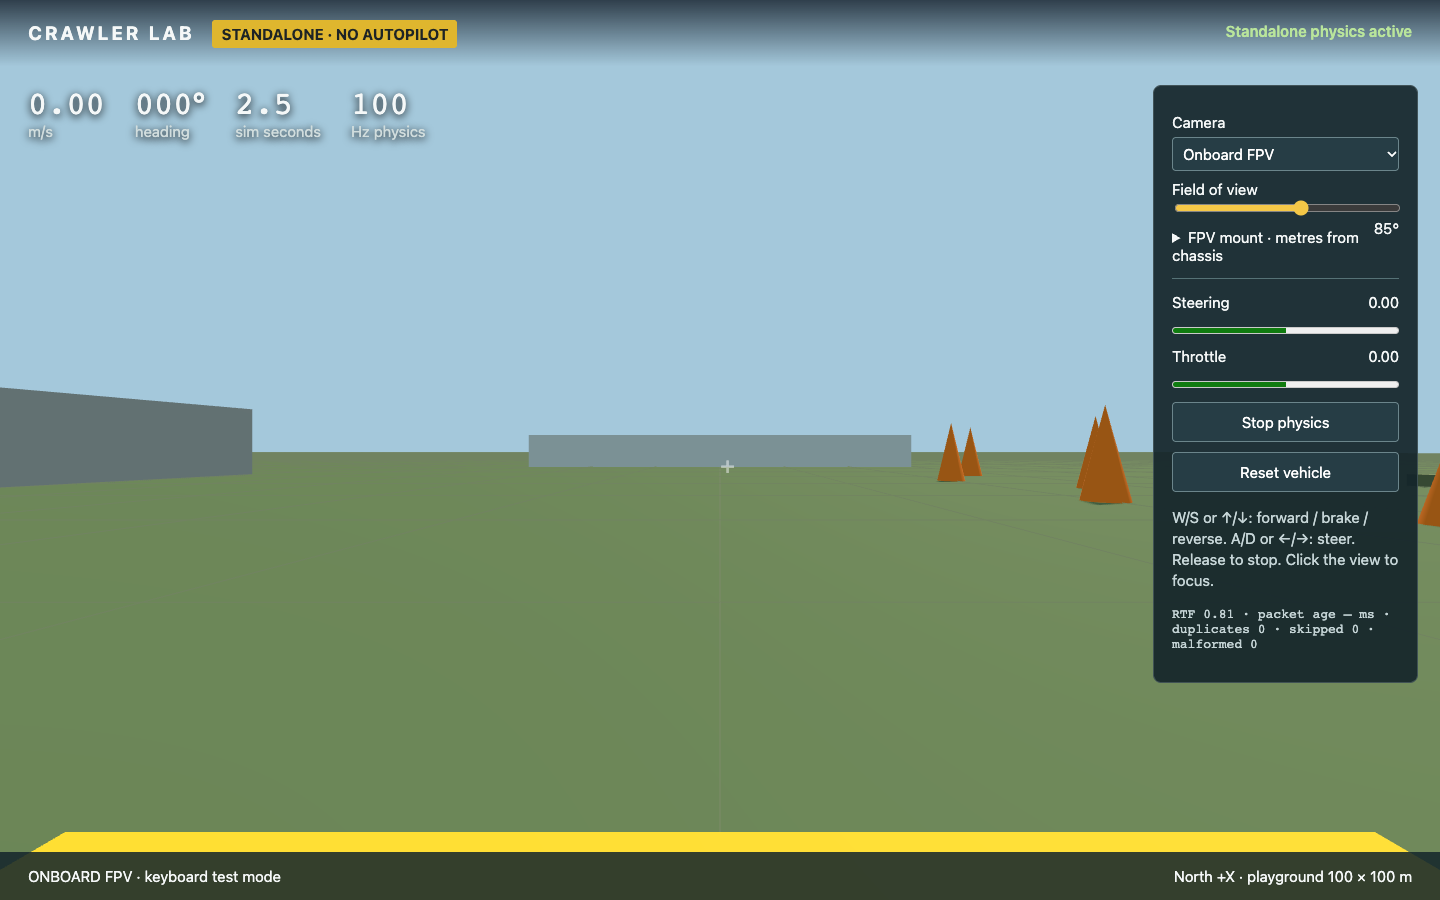 CRAWLER LAB
STANDALONE · NO AUTOPILOT
Standalone physics active
0.00
m/s
000°
heading
2.5
sim seconds
100
Hz physics
Camera
Onboard FPV
Field of view
85°
▶ FPV mount · metres from
chassis
Steering 0.00
Throttle 0.00
Stop physics
Reset vehicle
W/S or ↑/↓: forward / brake /
reverse. A/D or ←/→: steer.
Release to stop. Click the view to
focus.
RTF 0.81 · packet age — ms ·
duplicates 0 · skipped 0 ·
malformed 0
ONBOARD FPV · keyboard test mode
North +X · playground 100 × 100 m